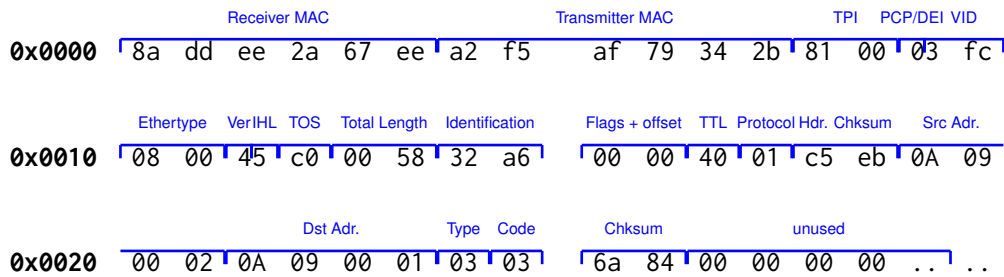 Receiver MAC Transmitter MAC TPI PCP/DEI VID
0x0000 8a dd ee 2a 67 ee a2 f5 af 79 34 2b 81 00 03 fc
Ethertype Ver IHL TOS Total Length Identification Flags + offset TTL Protocol Hdr. Chksum Src Adr.
0x0010 08 00 45 c0 00 58 32 a6 00 00 40 01 c5 eb 0A 09
Dst Adr. Type Code Chksum unused
0x0020 00 02 0A 09 00 01 03 03 6a 84 00 00 00 00 .. ..